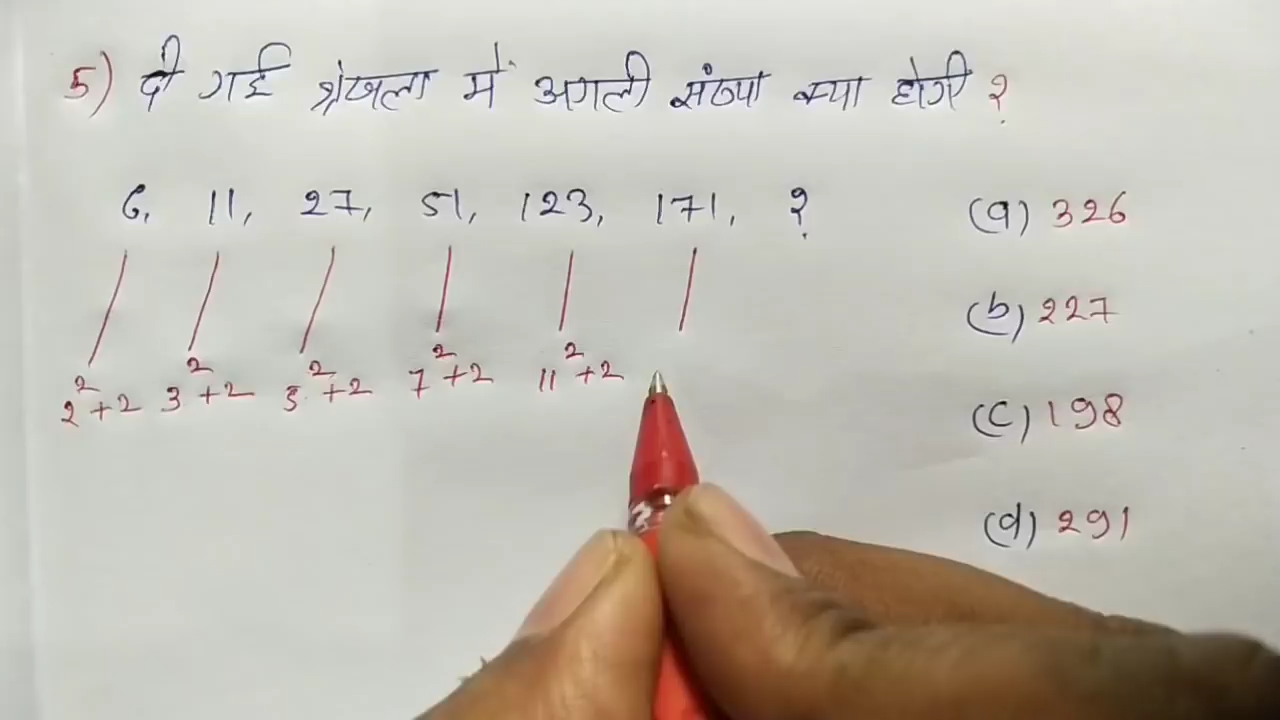 5) दी गई श्रेखला में अगली संख्या क्या होगी ?
6, 11, 27, 51, 123, 171, ?
2²+2 3²+2 5²+2 7²+2 11²+2
(a) 326
(b) 227
(c) 198
(d) 291